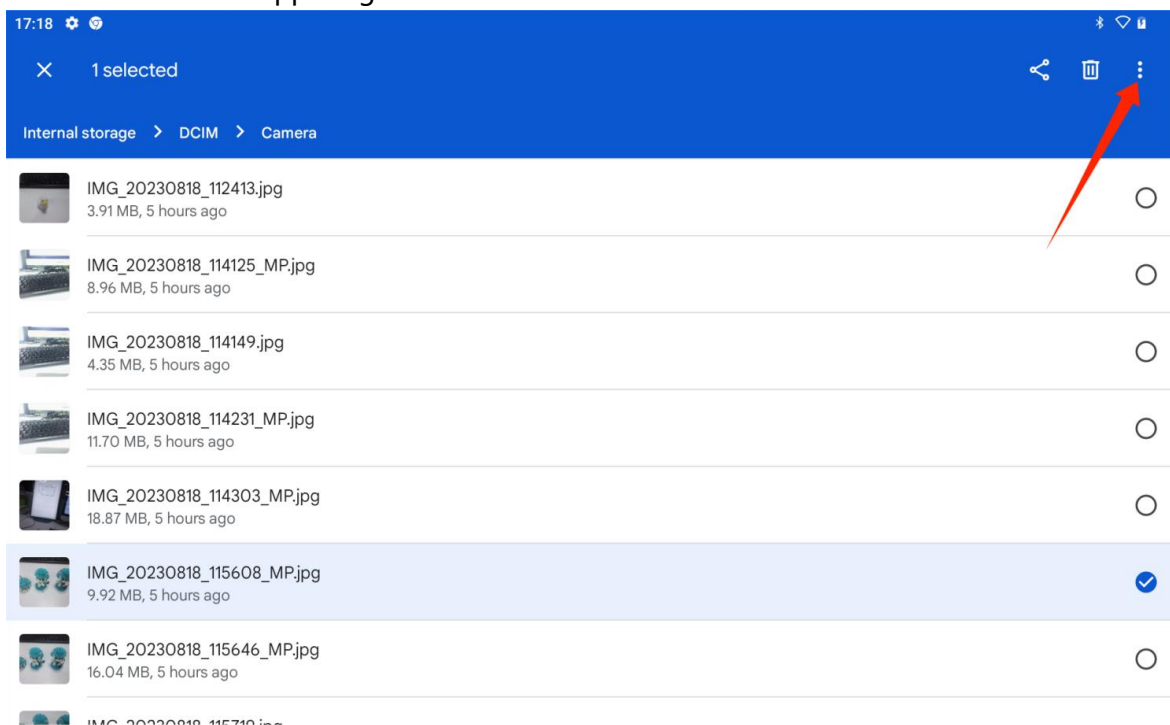 17:18
1 selected
Internal storage > DCIM > Camera
IMG_20230818_112413.jpg
3.91 MB, 5 hours ago
IMG_20230818_114125_MP.jpg
8.96 MB, 5 hours ago
IMG_20230818_114149.jpg
4.35 MB, 5 hours ago
IMG_20230818_114231_MP.jpg
11.70 MB, 5 hours ago
IMG_20230818_114303_MP.jpg
18.87 MB, 5 hours ago
IMG_20230818_115608_MP.jpg
9.92 MB, 5 hours ago
IMG_20230818_115646_MP.jpg
16.04 MB, 5 hours ago
IMG_20230818_115719.jpg